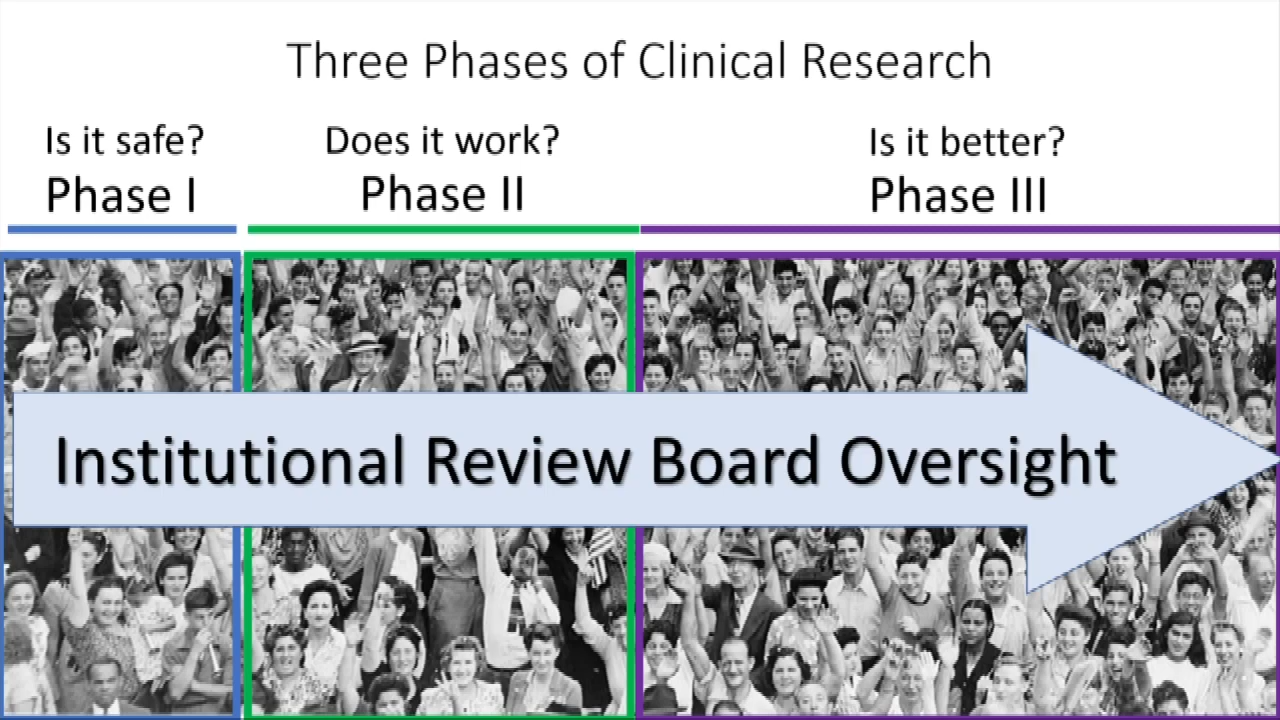 Three Phases of Clinical Research
Is it safe?
Phase I
Does it work?
Phase II
Is it better?
Phase III
Institutional Review Board Oversight